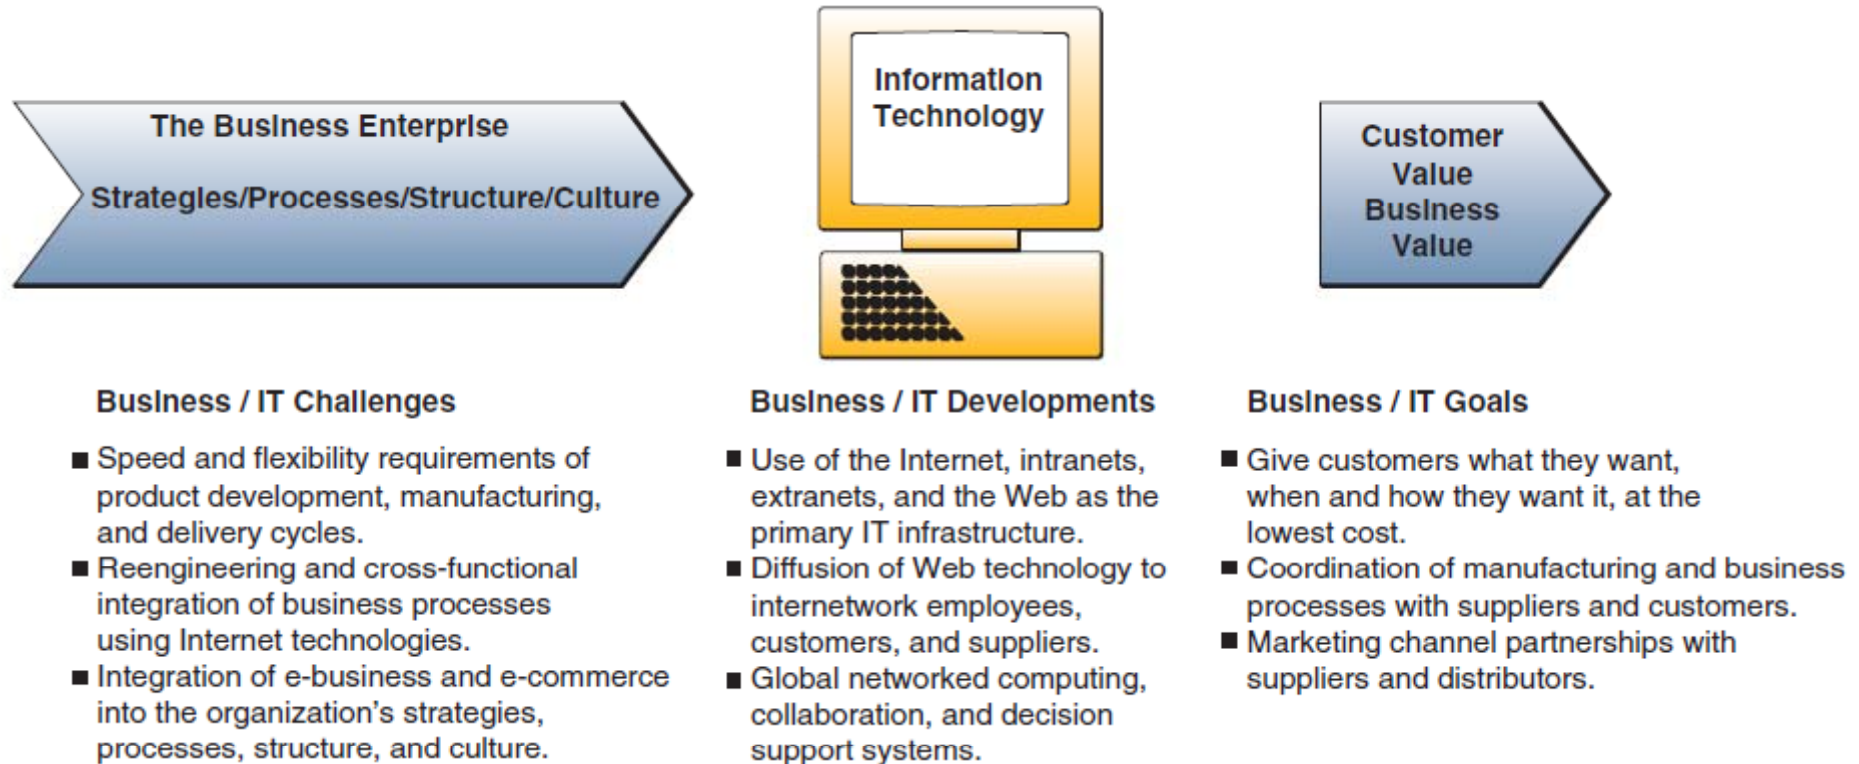 The Business Enterprise
Strategies/Processes/Structure/Culture
Information
Technology
Customer
Value
Business
Value
Business / IT Challenges
■ Speed and flexibility requirements of
product development, manufacturing,
and delivery cycles.
■ Reengineering and cross-functional
integration of business processes
using Internet technologies.
■ Integration of e-business and e-commerce
into the organization's strategies,
processes, structure, and culture.
Business / IT Developments
■ Use of the Internet, intranets,
extranets, and the Web as the
primary IT infrastructure.
■ Diffusion of Web technology to
internetwork employees,
customers, and suppliers.
■ Global networked computing,
collaboration, and decision
support systems.
Business / IT Goals
■ Give customers what they want,
when and how they want it, at the
lowest cost.
■ Coordination of manufacturing and business
processes with suppliers and customers.
■ Marketing channel partnerships with
suppliers and distributors.